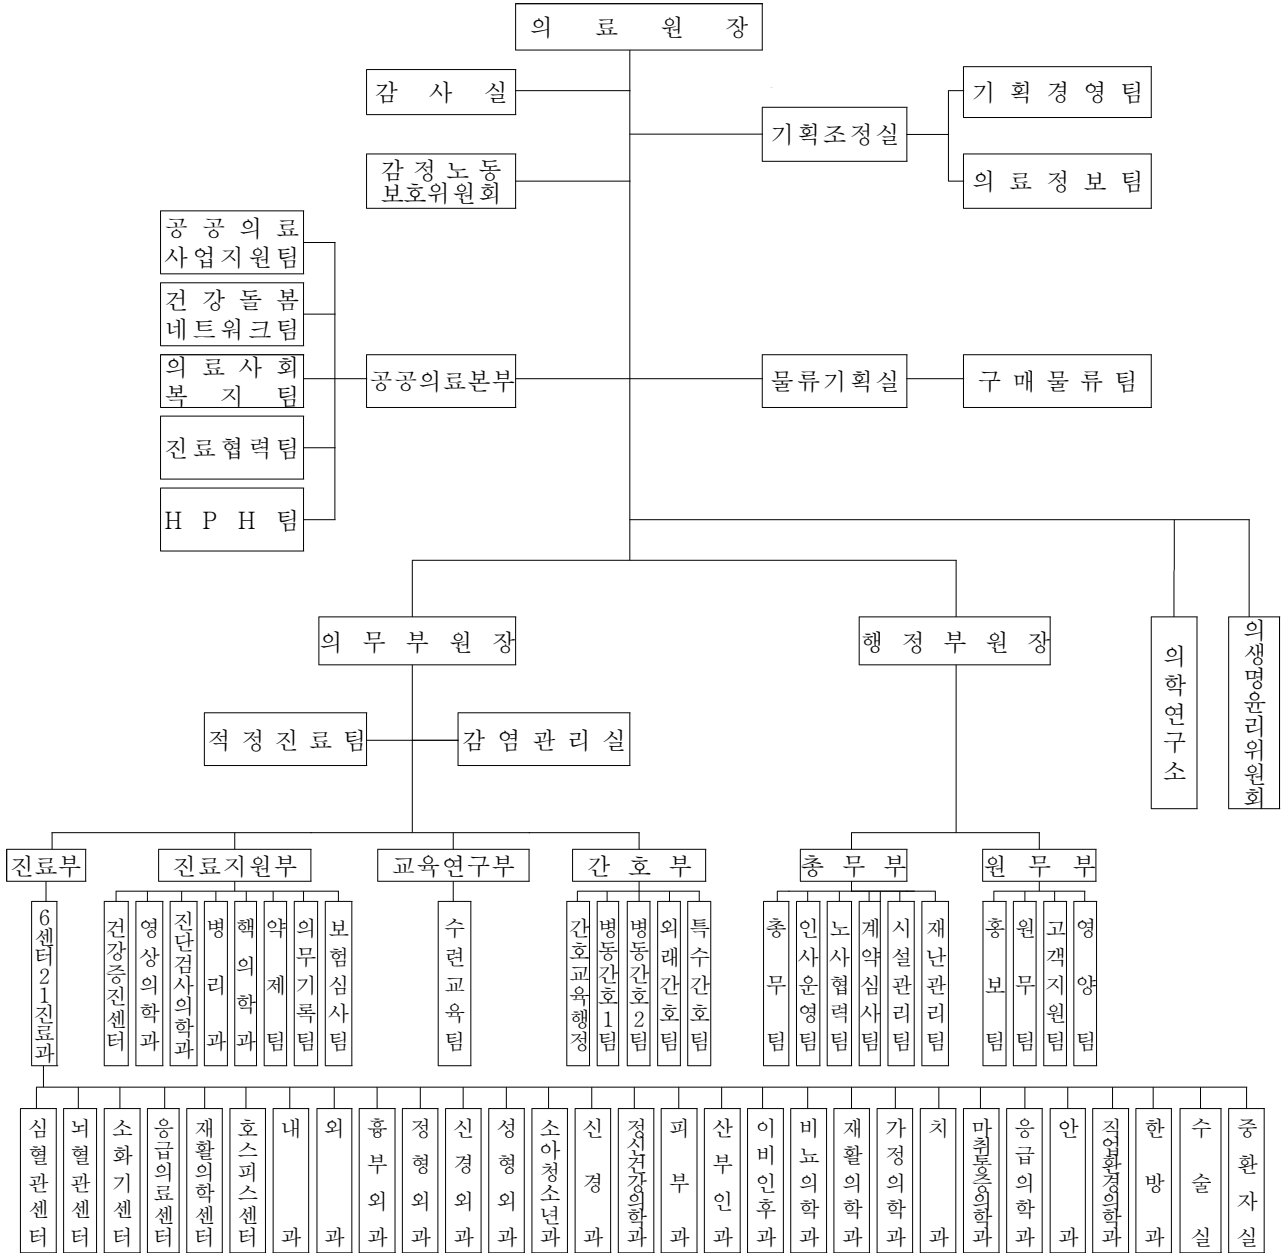 의료원장
감사실
기획경영팀
기획조정실
감정노동
보호위원회
의료정보팀
공공의료
사업지원팀
건강돌봄
네트워크팀
의료사회
복지팀
공공의료본부
물류기획실
구매물류팀
진료협력팀
HPH팀
의무부원장
행정부원장
의학연구소
의생명윤리위원회
적정진료팀
감염관리실
진료부
진료지원부
교육연구부
간호부
총무부
원무부
6센터21진료과
건강증진센터
영상의학과
진단검사의학과
병리과
핵의학과
약제팀
의무기록팀
보험심사팀
수련교육팀
간호교육행정
병동간호1팀
병동간호2팀
외래간호팀
특수간호팀
총무팀
인사운영팀
노사협력팀
계약심사팀
시설관리팀
재난관리팀
홍보팀
원무팀
고객지원팀
영양팀
심혈관센터
뇌혈관센터
소화기센터
응급의료센터
재활의학센터
호스피스센터
내과
외과
흉부외과
정형외과
신경외과
성형외과
소아청소년과
신경과
정신건강의학과
피부과
산부인과
이비인후과
비뇨의학과
재활의학과
가정의학과
치과
마취통증의학과
응급의학과
안과
직업환경의학과
한방과
수술실
중환자실